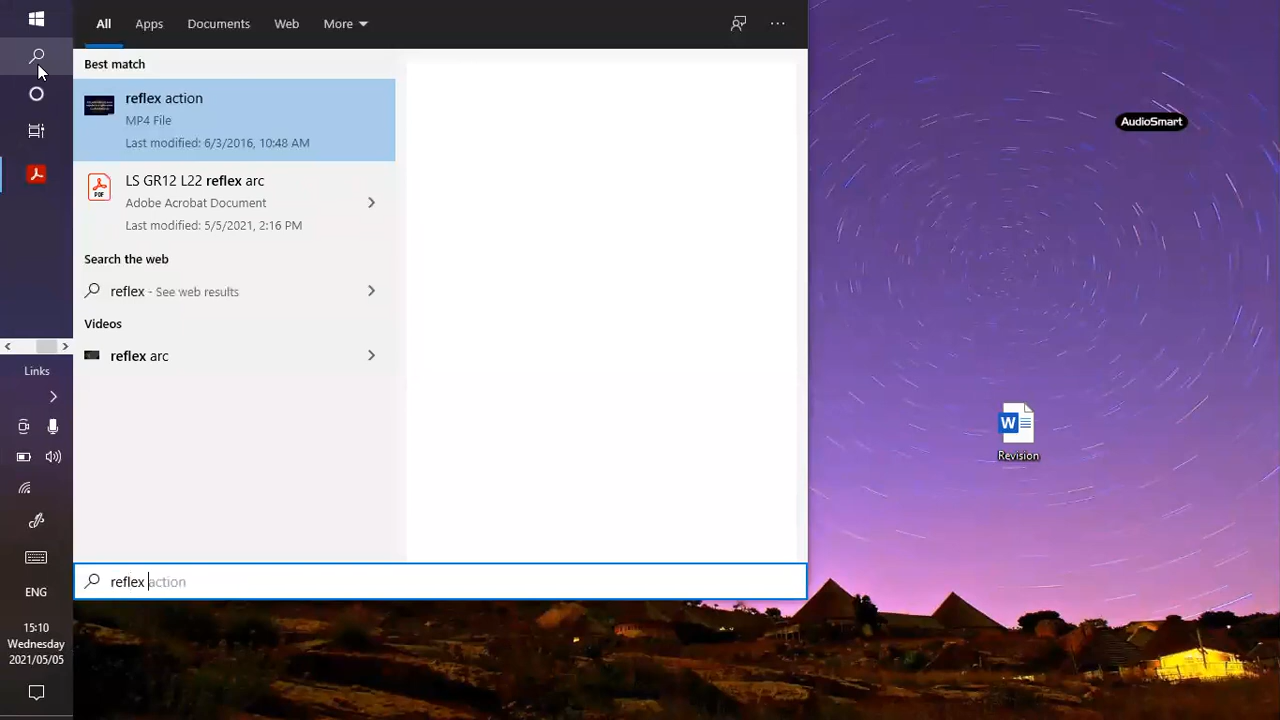 All
Apps
Documents
Web
More
Best match
reflex action
MP4 File
Last modified: 6/3/2016, 10:48 AM
LS GR12 L22 reflex arc
Adobe Acrobat Document
Last modified: 5/5/2021, 2:16 PM
Search the web
reflex - See web results
Videos
reflex arc
reflex action
Links
ENG
15:10
Wednesday
2021/05/05
AudioSmart
Revision
PDF
W